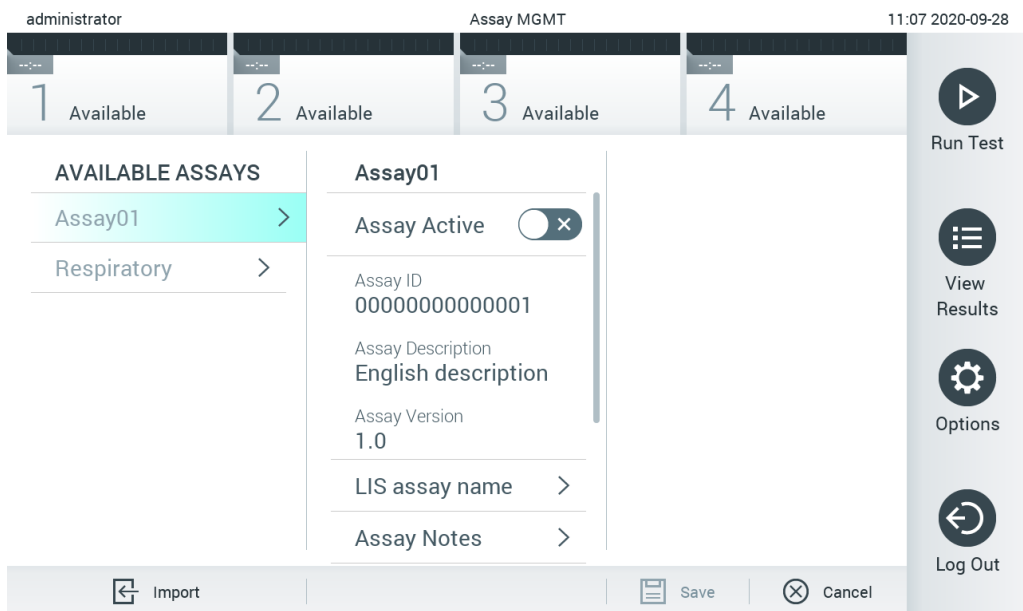 administrator
Assay MGMT
11:07 2020-09-28
--:--
1 Available
--:--
2 Available
--:--
3 Available
--:--
4 Available
AVAILABLE ASSAYS
Assay01
Respiratory
Assay01
Assay Active
Assay ID
00000000000001
Assay Description
English description
Assay Version
1.0
LIS assay name
Assay Notes
Import
Save
Cancel
Run Test
View
Results
Options
Log Out